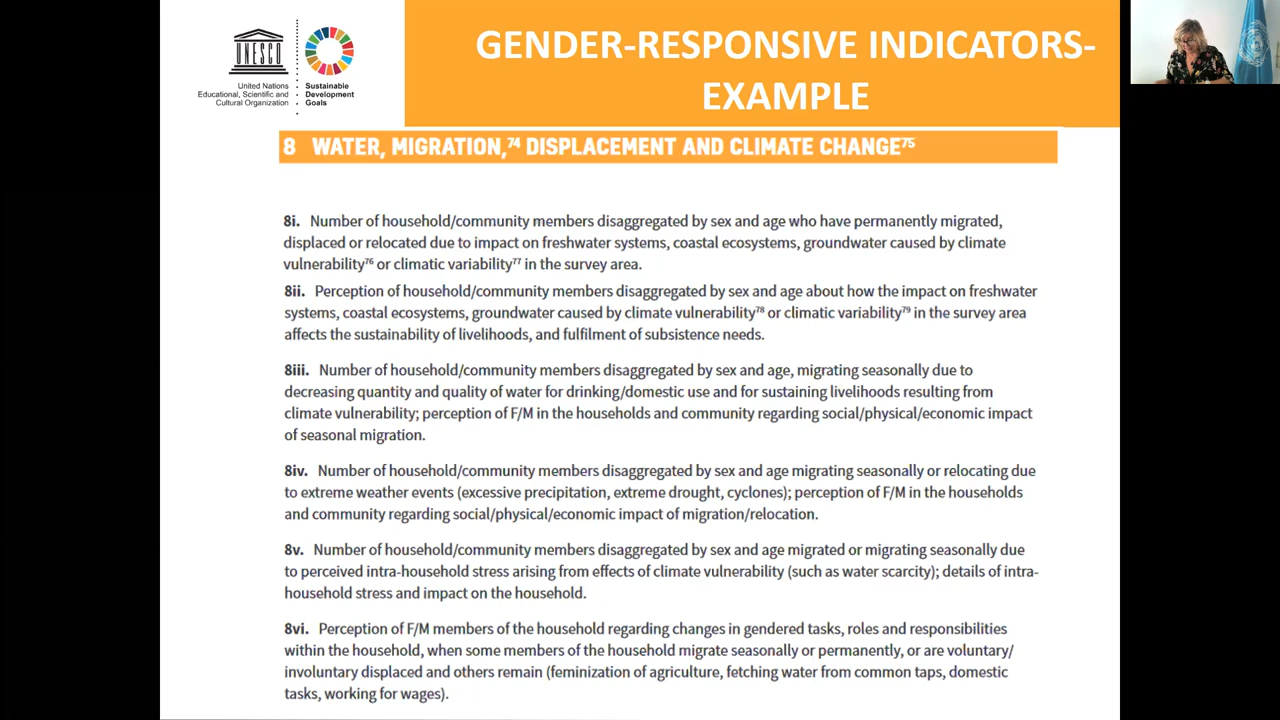 UNESCO
United Nations
Educational, Scientific and
Cultural Organization
Sustainable
Development
Goals
GENDER-RESPONSIVE INDICATORS-
EXAMPLE
8 WATER, MIGRATION,74 DISPLACEMENT AND CLIMATE CHANGE75
8i. Number of household/community members disaggregated by sex and age who have permanently migrated,
displaced or relocated due to impact on freshwater systems, coastal ecosystems, groundwater caused by climate
vulnerability76 or climatic variability77 in the survey area.
8ii. Perception of household/community members disaggregated by sex and age about how the impact on freshwater
systems, coastal ecosystems, groundwater caused by climate vulnerability78 or climatic variability79 in the survey area
affects the sustainability of livelihoods, and fulfilment of subsistence needs.
8iii. Number of household/community members disaggregated by sex and age, migrating seasonally due to
decreasing quantity and quality of water for drinking/domestic use and for sustaining livelihoods resulting from
climate vulnerability; perception of F/M in the households and community regarding social/physical/economic impact
of seasonal migration.
8iv. Number of household/community members disaggregated by sex and age migrating seasonally or relocating due
to extreme weather events (excessive precipitation, extreme drought, cyclones); perception of F/M in the households
and community regarding social/physical/economic impact of migration/relocation.
8v. Number of household/community members disaggregated by sex and age migrated or migrating seasonally due
to perceived intra-household stress arising from effects of climate vulnerability (such as water scarcity); details of intra-
household stress and impact on the household.
8vi. Perception of F/M members of the household regarding changes in gendered tasks, roles and responsibilities
within the household, when some members of the household migrate seasonally or permanently, or are voluntary/
involuntary displaced and others remain (feminization of agriculture, fetching water from common taps, domestic
tasks, working for wages).